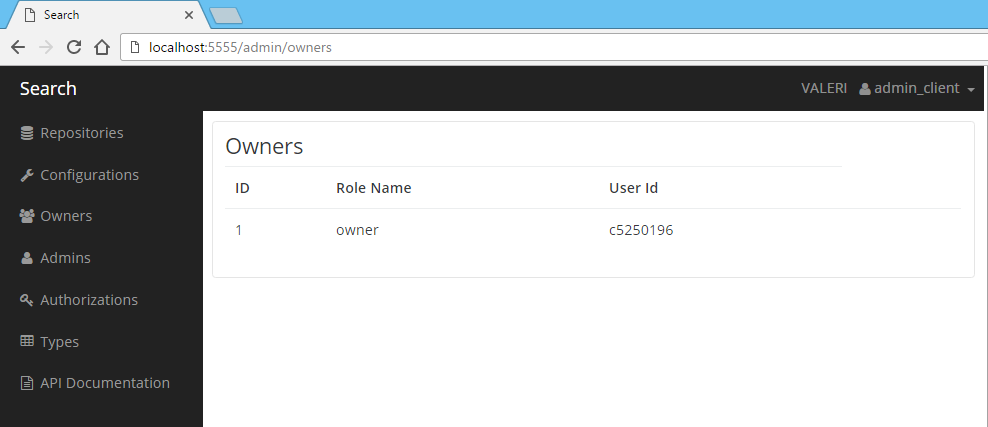 Search
localhost:5555/admin/owners
Search VALERI admin_client
Repositories
Configurations
Owners
Admins
Authorizations
Types
API Documentation
Owners
ID Role Name User Id
1 owner c5250196